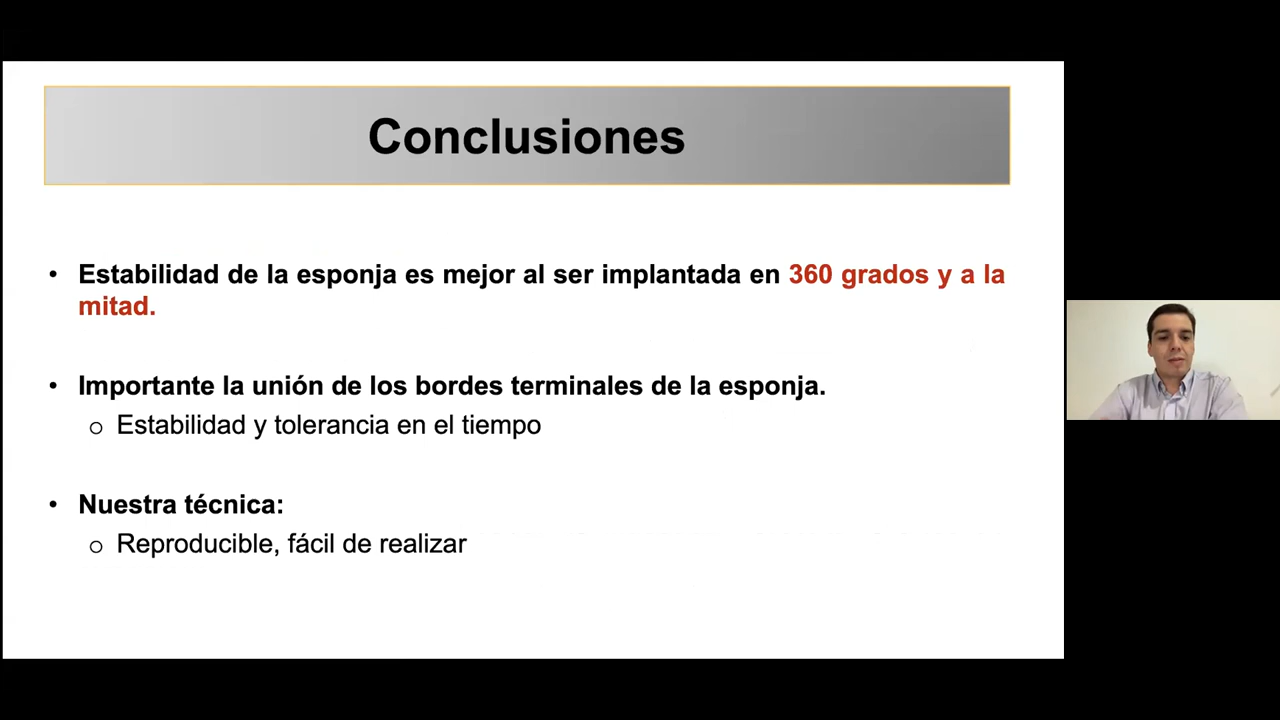 Conclusiones
• Estabilidad de la esponja es mejor al ser implantada en 360 grados y a la
mitad.
• Importante la unión de los bordes terminales de la esponja.
o Estabilidad y tolerancia en el tiempo
• Nuestra técnica:
o Reproducible, fácil de realizar